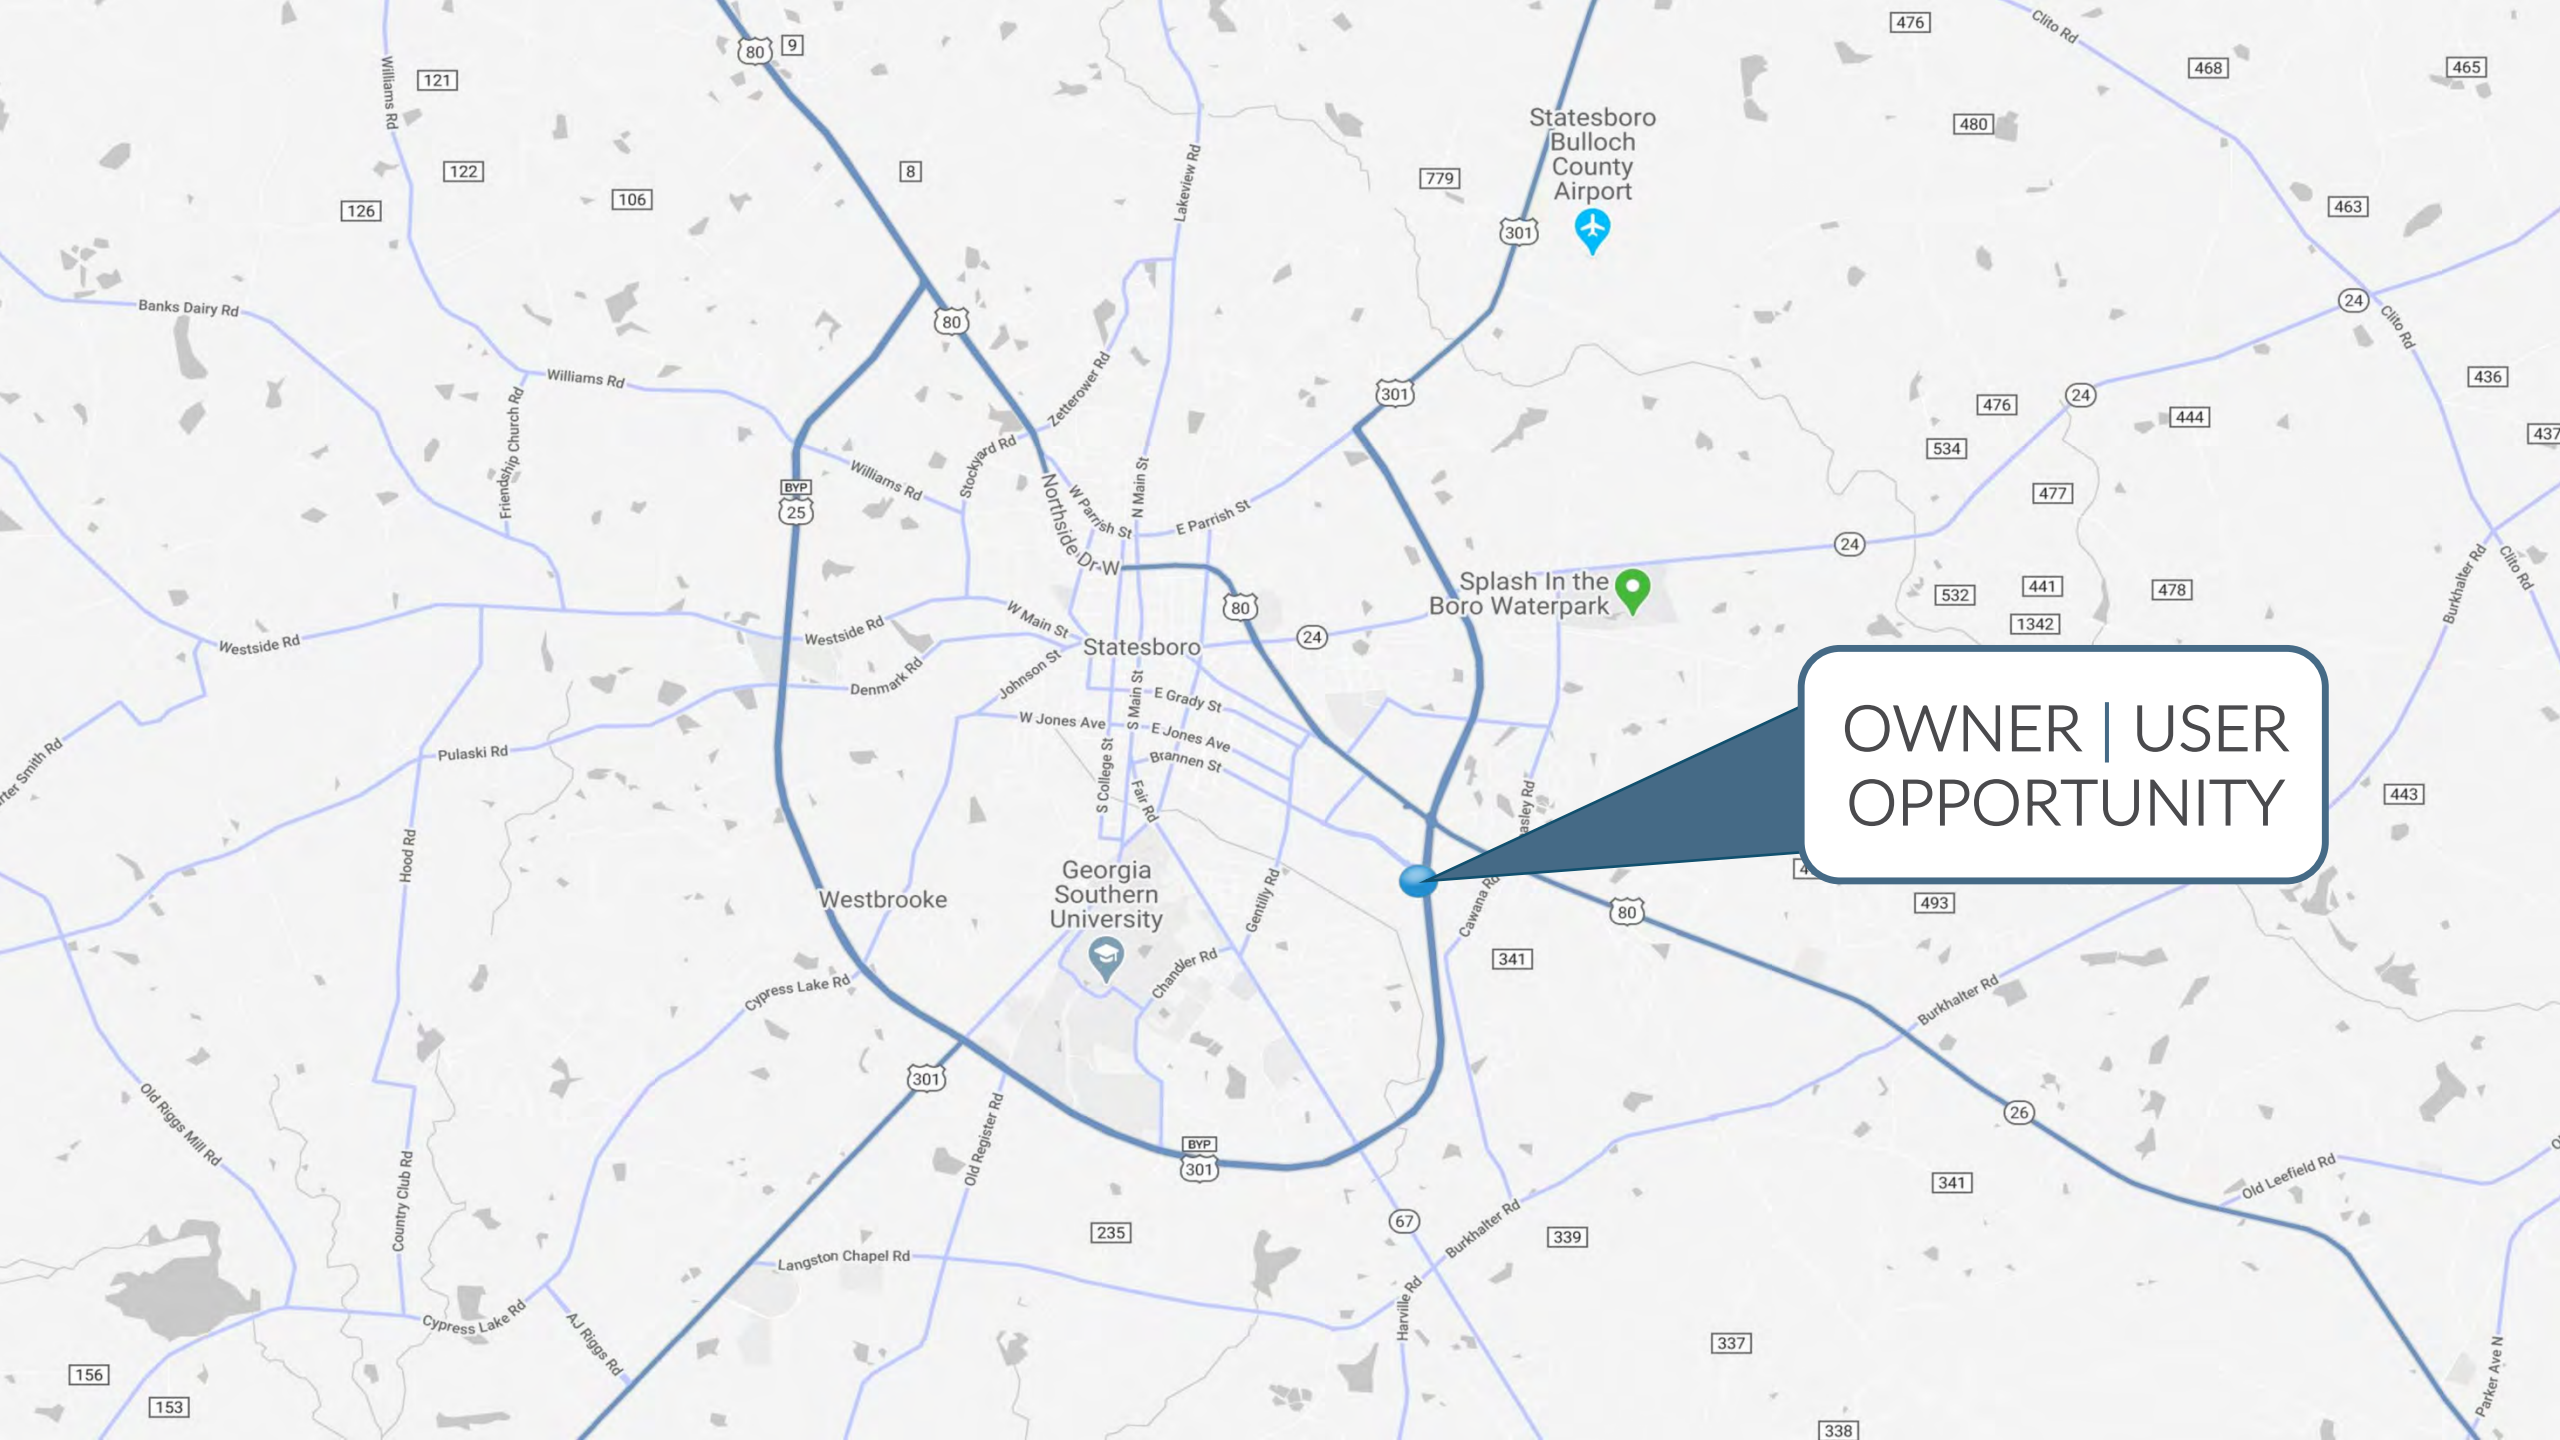 80
9
476
Clito Rd
121
468
465
Williams Rd
Statesboro
Bulloch
County
Airport
480
122
8
779
106
126
Lakeview Rd
463
301
Banks Dairy Rd
80
24
Clito Rd
Zetterower Rd
Williams Rd
301
436
24
476
444
Friendship Church Rd
437
534
Stockyard Rd
Williams Rd
N Main St
BYP
25
W Parrish St
E Parrish St
477
Northside Dr W
24
Clito Rd
Burkhalter Rd
Splash In the
Boro Waterpark
80
532
441
478
1342
W Main St
Westside Rd
24
Westside Rd
Statesboro
Denmark Rd
Johnson St
E Grady St
S Main St
W Jones Ave
E Jones Ave
OWNER | USER
OPPORTUNITY
Pulaski Rd
Brannen St
S College St
Fair Rd
443
Hood Rd
Georgia
Southern
University
Westbrooke
Gentilly Rd
Cawana Rd
493
80
341
Chandler Rd
Cypress Lake Rd
Burkhalter Rd
301
26
Old Riggs Mill Rd
Old Register Rd
BYP
301
Old Leefield Rd
341
Country Club Rd
67
Burkhalter Rd
235
339
Langston Chapel Rd
Harville Rd
Cypress Lake Rd
AJ Riggs Rd
337
156
Parker Ave N
153
338